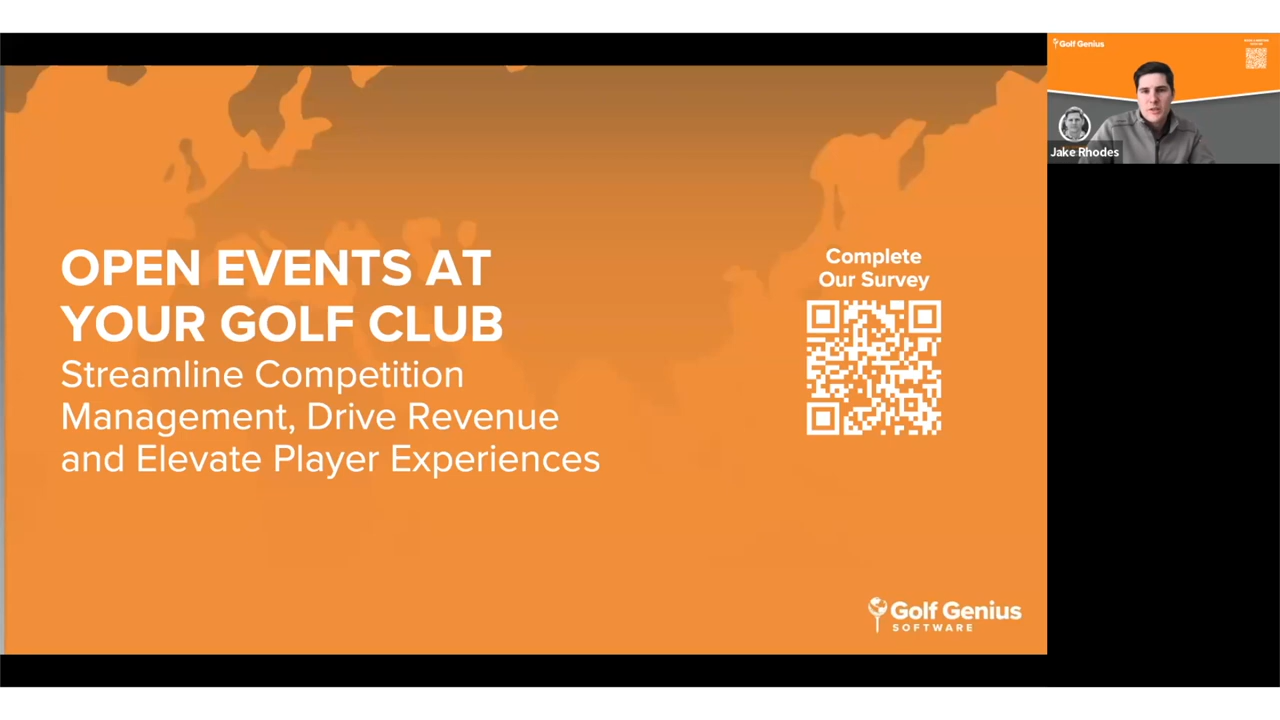 OPEN EVENTS AT
YOUR GOLF CLUB
Streamline Competition
Management, Drive Revenue
and Elevate Player Experiences
Complete
Our Survey
Golf Genius
SOFTWARE
Golf Genius
Jake Rhodes